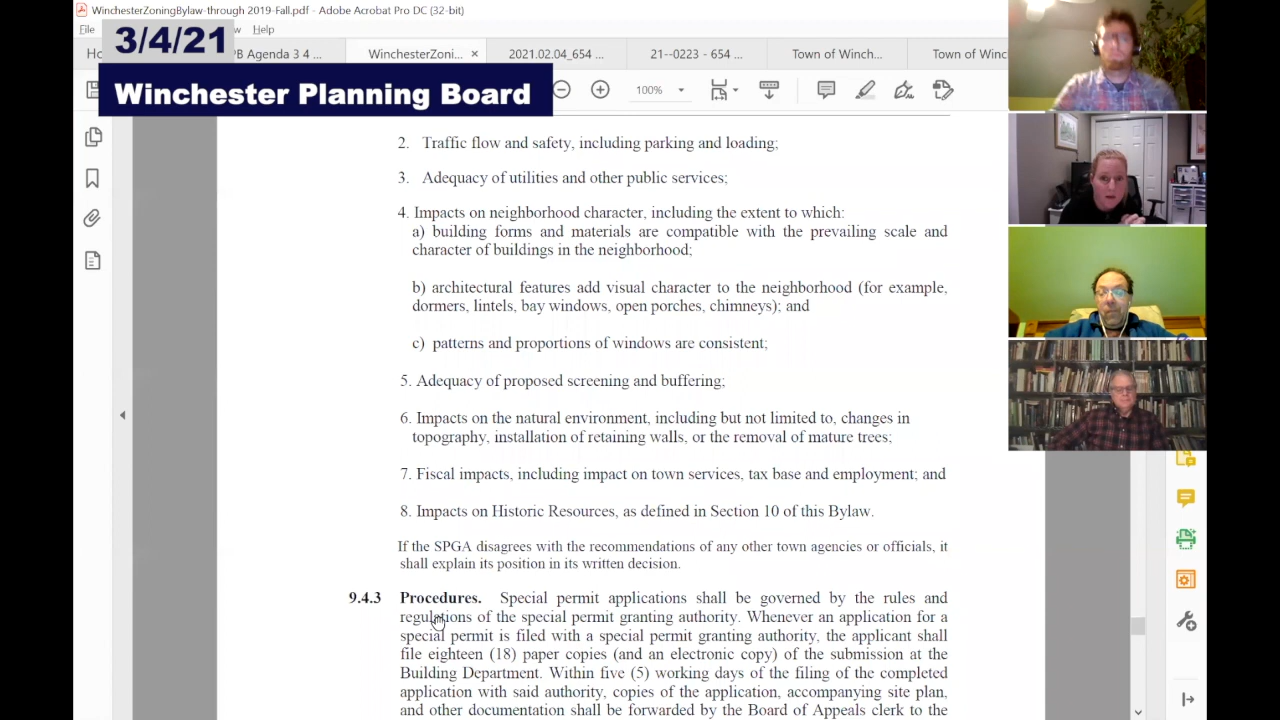 WinchesterZoningBylaw-through 2019-Fall.pdf - Adobe Acrobat Pro DC (32-bit)
File
w Help
3/4/21
B Agenda 3 4 ...
WinchesterZoni... ×
2021.02.04_654 ...
21--0223 - 654 ...
Town of Winch...
Town of Winc
Winchester Planning Board
100%
2. Traffic flow and safety, including parking and loading;
3. Adequacy of utilities and other public services;
4. Impacts on neighborhood character, including the extent to which:
a) building forms and materials are compatible with the prevailing scale and
character of buildings in the neighborhood;
b) architectural features add visual character to the neighborhood (for example,
dormers, lintels, bay windows, open porches, chimneys); and
c) patterns and proportions of windows are consistent;
5. Adequacy of proposed screening and buffering;
6. Impacts on the natural environment, including but not limited to, changes in
topography, installation of retaining walls, or the removal of mature trees;
7. Fiscal impacts, including impact on town services, tax base and employment; and
8. Impacts on Historic Resources, as defined in Section 10 of this Bylaw.
If the SPGA disagrees with the recommendations of any other town agencies or officials, it
shall explain its position in its written decision.
9.4.3 Procedures. Special permit applications shall be governed by the rules and
regulations of the special permit granting authority. Whenever an application for a
special permit is filed with a special permit granting authority, the applicant shall
file eighteen (18) paper copies (and an electronic copy) of the submission at the
Building Department. Within five (5) working days of the filing of the completed
application with said authority, copies of the application, accompanying site plan,
and other documentation shall be forwarded by the Board of Appeals clerk to the